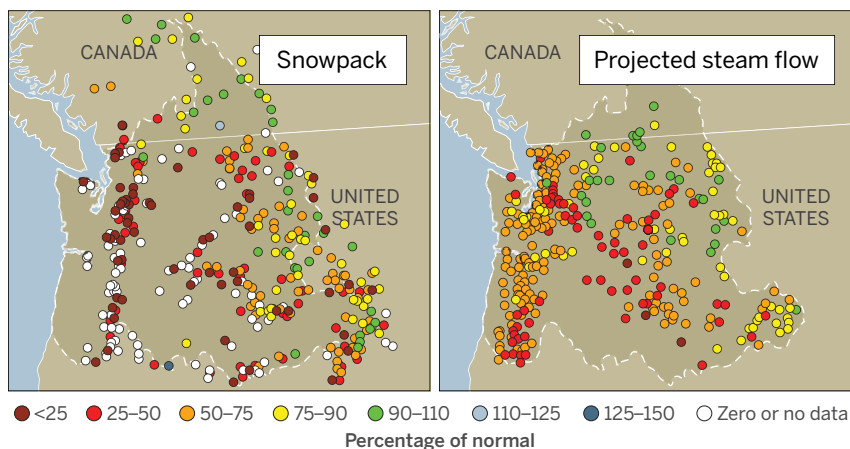 CANADA
Snowpack
UNITED
STATES
CANADA
Projected steam flow
UNITED
STATES
<25 25–50 50–75 75–90 90–110 110–125 125–150 Zero or no data
Percentage of normal